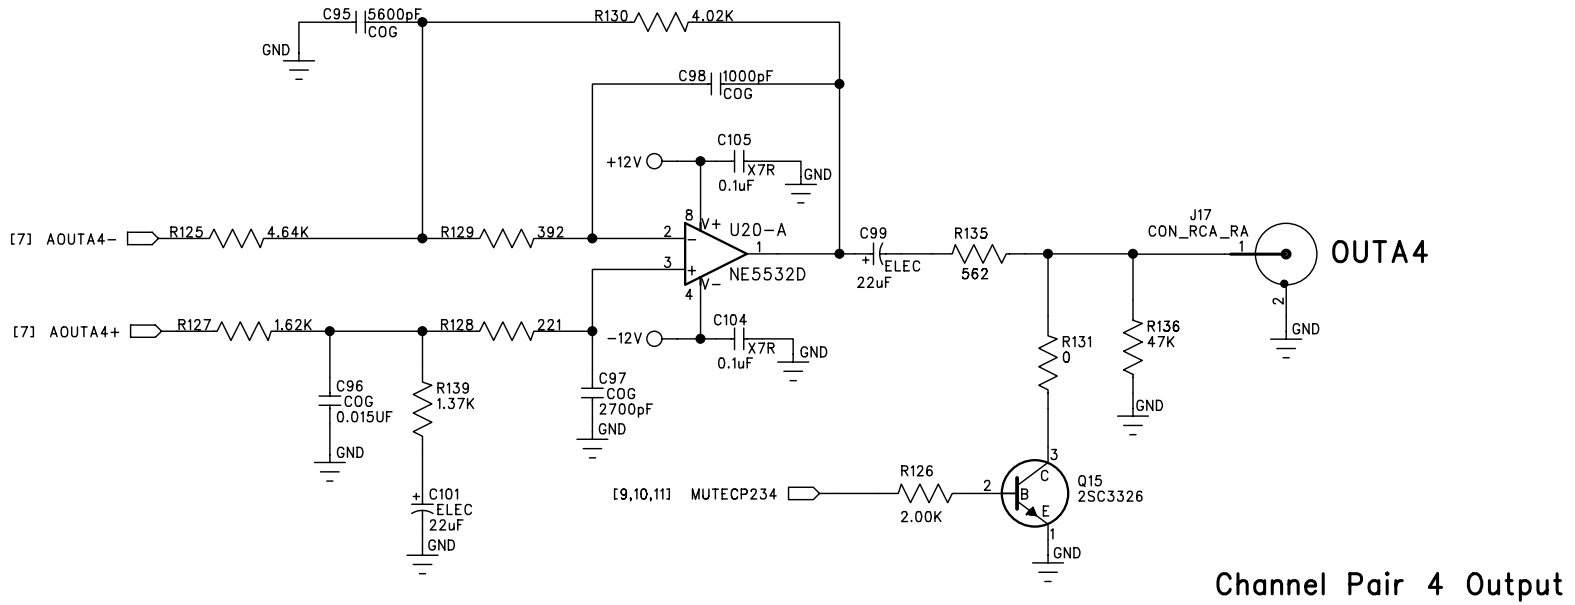 C95 5600pF
COG
GND
R130 4.02K
C98 1000pF
COG
C105
+12V
X7R
0.1uF
GND
8 V+
U20-A
[7] AOUTA4-
R125 4.64K
R129 392
2 -
1
3 +
NE5532D
4 V-
C99
+
ELEC
22uF
R135
562
J17
CON_RCA_RA
1
OUTA4
2
GND
[7] AOUTA4+
R127 1.62K
R128 221
-12V
C104
X7R
0.1uF
GND
R131
0
R136
47K
GND
C96
COG
0.015UF
GND
R139
1.37K
C97
COG
2700pF
GND
+
C101
ELEC
22uF
GND
[9,10,11] MUTECP234
R126
2.00K
2
B
3
C
E
1
Q15
2SC3326
GND
Channel Pair 4 Output